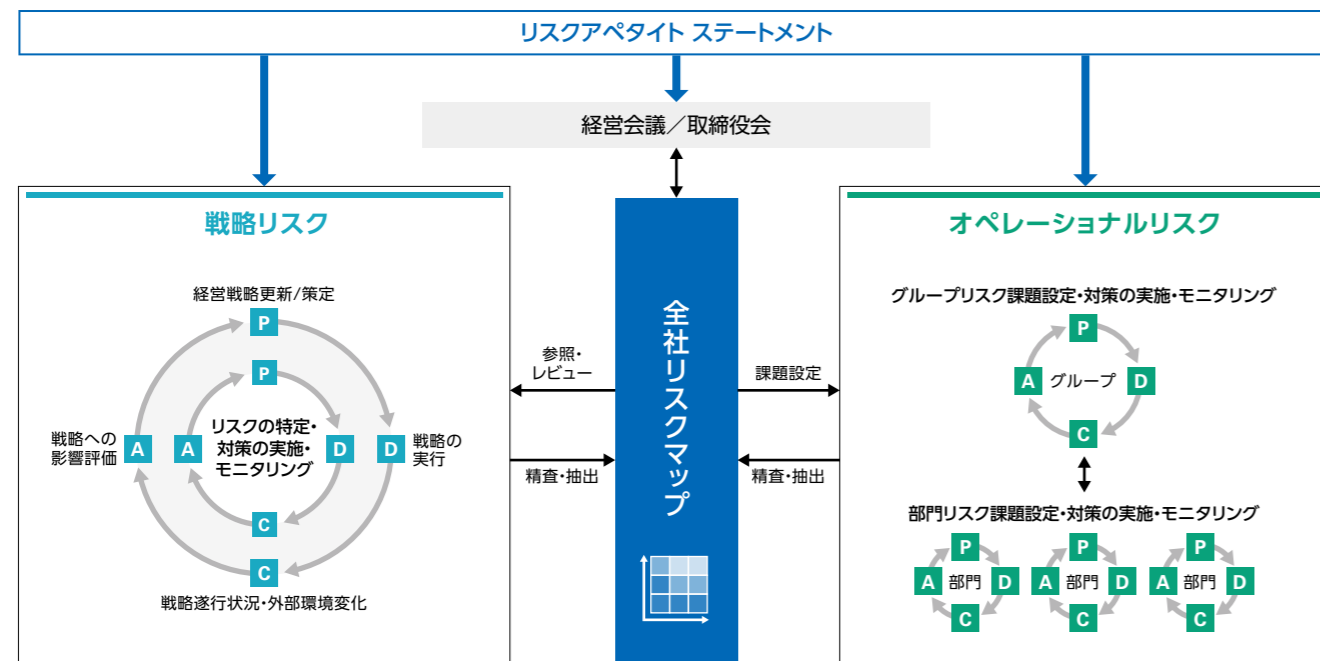 リスクアペタイト ステートメント
経営会議／取締役会
戦略リスク
経営戦略更新/策定
P
P
戦略への
影響評価
A
A
リスクの特定・
対策の実施・
モニタリング
D
D
戦略の
実行
C
C
戦略遂行状況・外部環境変化
参照・
レビュー
精査・抽出
全社リスクマップ
課題設定
精査・抽出
オペレーショナルリスク
グループリスク課題設定・対策の実施・モニタリング
P
A
グループ
D
C
部門リスク課題設定・対策の実施・モニタリング
P
A
部門
D
C
P
A
部門
D
C
P
A
部門
D
C